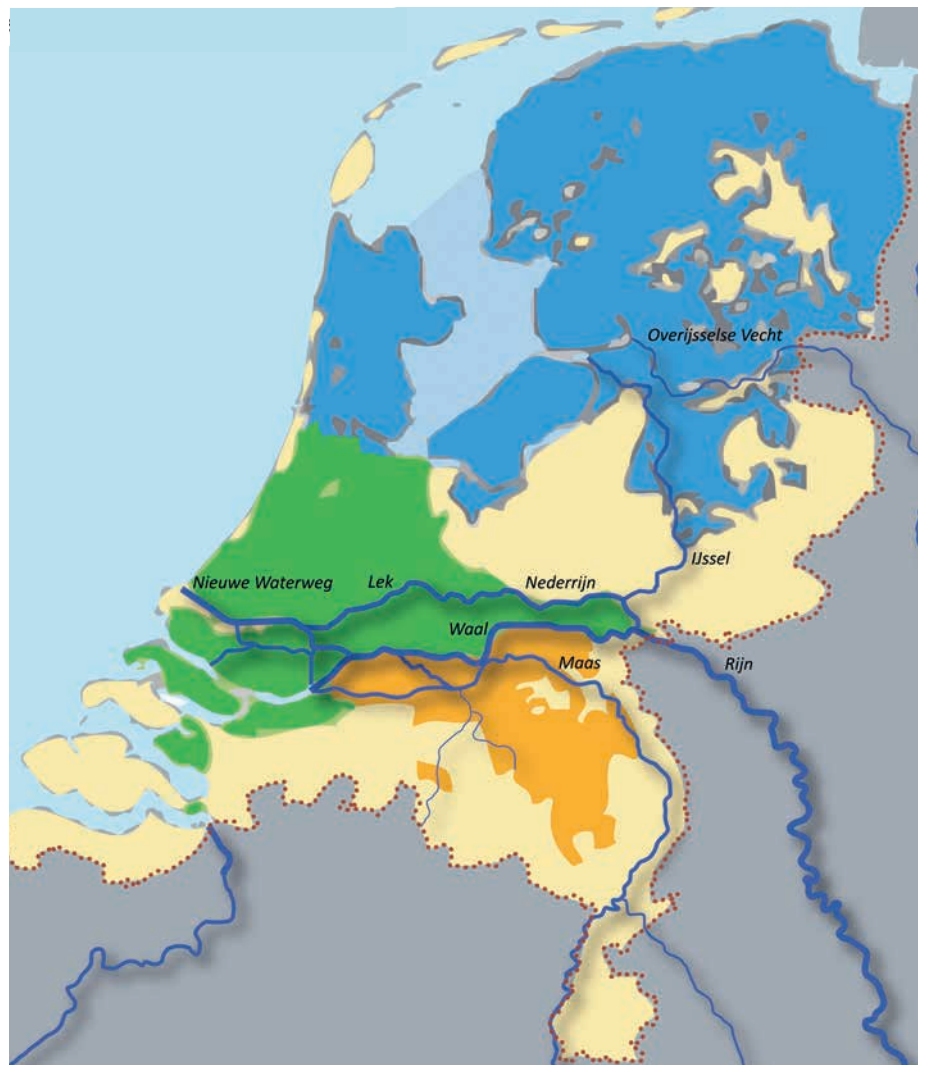 Overijsselse Vecht
IJssel
Nieuwe Waterweg
Lek
Nederrijn
Waal
Maas
Rijn